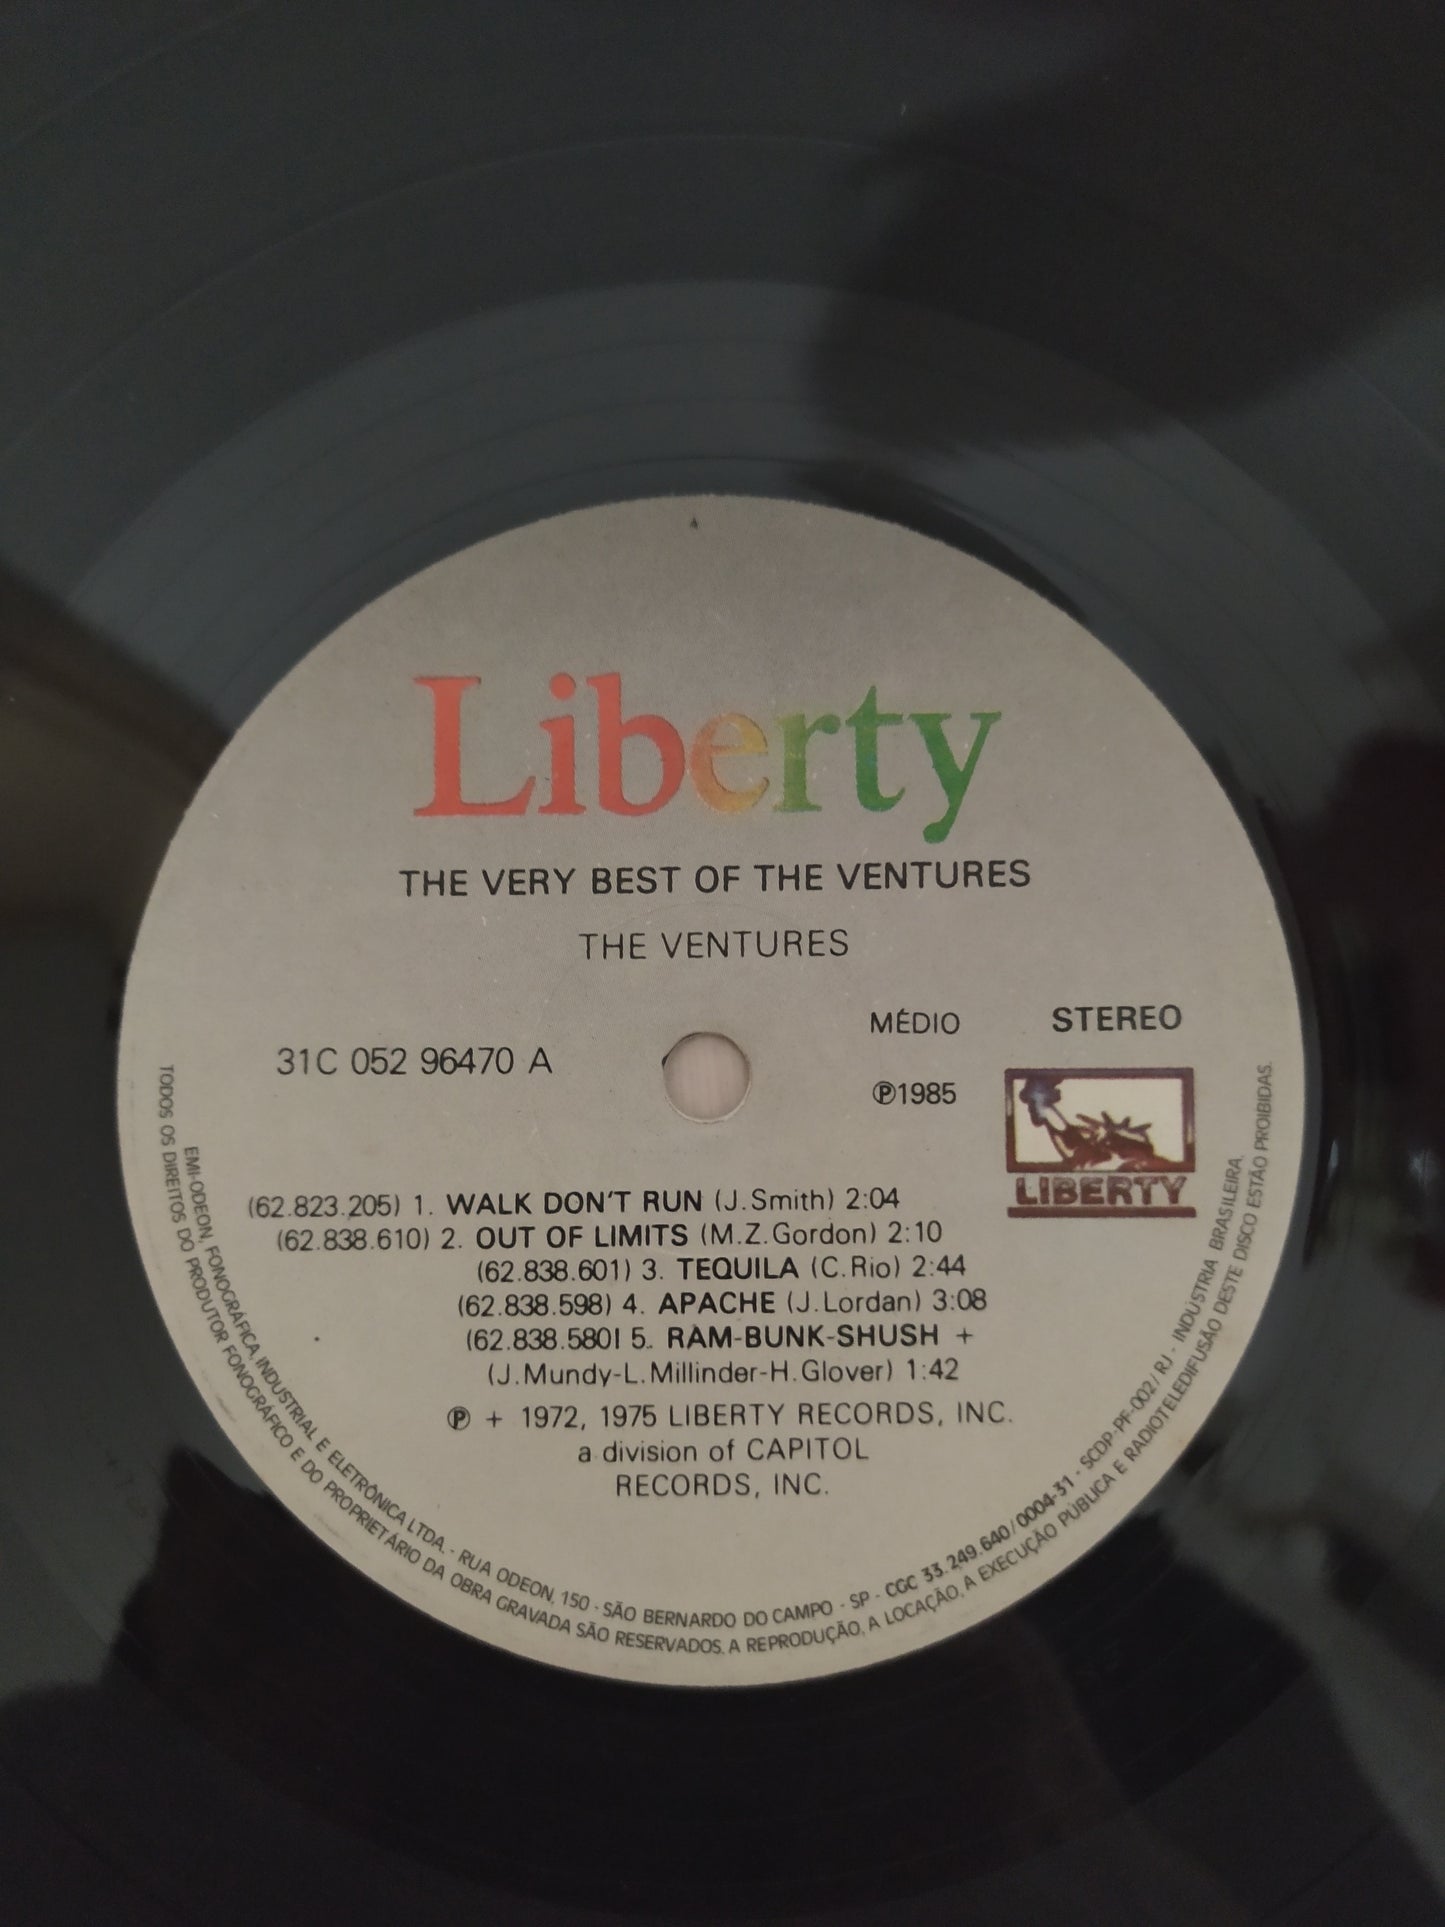 Liberty
THE VERY BEST OF THE VENTURES
THE VENTURES
MÉDIO STEREO
31C 052 96470 A
Ⓟ1985
LIBERTY
(62.823.205) 1. WALK DON'T RUN (J.Smith) 2:04
(62.838.610) 2. OUT OF LIMITS (M.Z.Gordon) 2:10
(62.838.601) 3. TEQUILA (C.Rio) 2:44
(62.838.598) 4. APACHE (J.Lordan) 3:08
(62.838.580I 5. RAM-BUNK-SHUSH +
(J.Mundy-L.Millinder-H.Glover) 1:42
Ⓟ + 1972, 1975 LIBERTY RECORDS, INC.
a division of CAPITOL
RECORDS, INC.
EMI-ODEON, FONOGRÁFICA, INDUSTRIAL E ELETRÔNICA LTDA. - RUA ODEON, 150 - SÃO BERNARDO DO CAMPO - SP - CGC 33.249.640/0004-31 - SCDP-PF-002/RJ - INDÚSTRIA BRASILEIRA.
TODOS OS DIREITOS DO PRODUTOR FONOGRÁFICO E DO PROPRIETÁRIO DA OBRA GRAVADA SÃO RESERVADOS. A REPRODUÇÃO, A LOCAÇÃO, A EXECUÇÃO PÚBLICA E RADIOTELEDIFUSÃO DESTE DISCO ESTÃO PROIBIDAS.